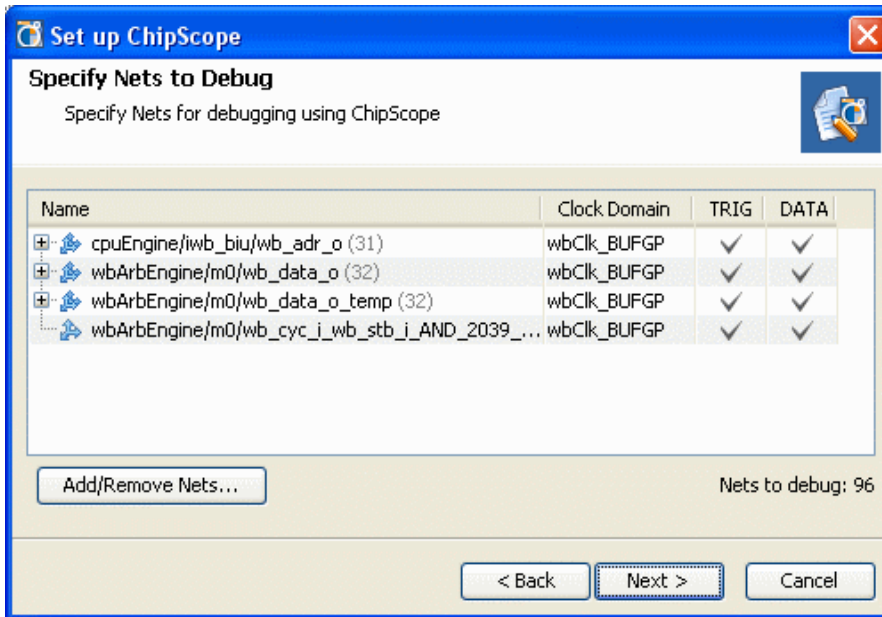 Set up ChipScope
Specify Nets to Debug
Specify Nets for debugging using ChipScope
Name Clock Domain TRIG DATA
cpuEngine/iwb_biu/wb_adr_o (31) wbClk_BUFGP
wbArbEngine/m0/wb_data_o (32) wbClk_BUFGP
wbArbEngine/m0/wb_data_o_temp (32) wbClk_BUFGP
wbArbEngine/m0/wb_cyc_i_wb_stb_i_AND_2039_... wbClk_BUFGP
Add/Remove Nets... Nets to debug: 96
< Back Next > Cancel